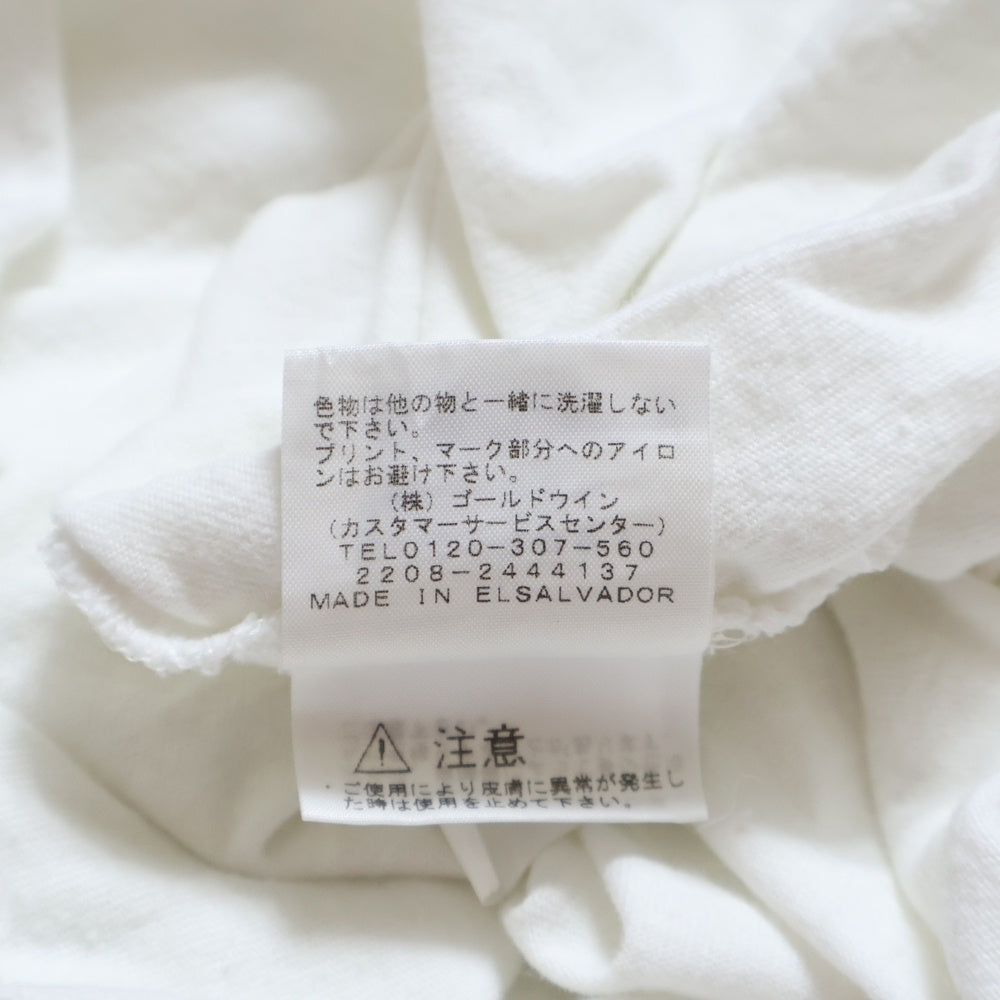 色物は他の物と一緒に洗濯しない
で下さい。
プリント、マーク部分へのアイロ
ンはお避け下さい。
(株) ゴールドウイン
(カスタマーサービスセンター)
TEL0120-307-560
2208-2444137
MADE IN ELSALVADOR
注意
・ご使用により皮膚に異常が発生し
た時は使用を止めて下さい。